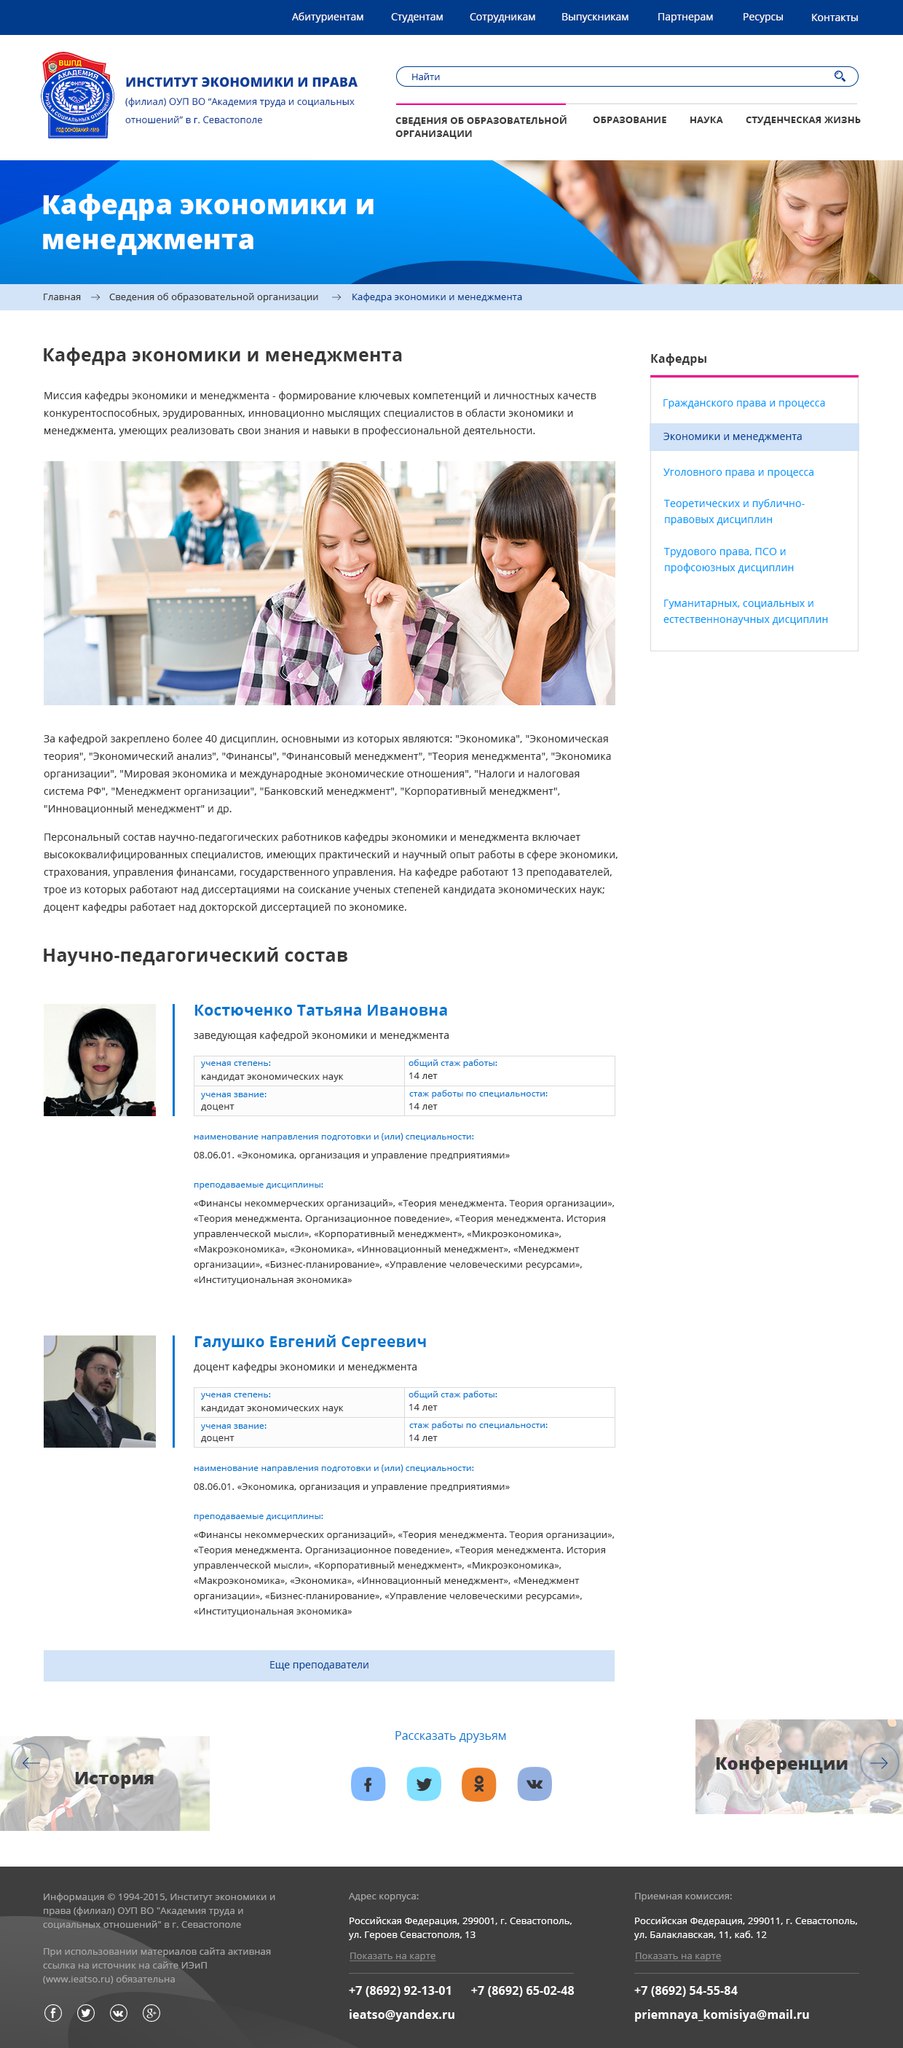 Абитуриентам Студентам Сотрудникам Выпускникам Партнерам Ресурсы Контакты
ВШПД
АКАДЕМИЯ
ТРУДА И СОЦИАЛЬНЫХ ОТНОШЕНИЙ
ГОД ОСНОВАНИЯ 1919
ИНСТИТУТ ЭКОНОМИКИ И ПРАВА
(филиал) ОУП ВО "Академия труда и социальных
отношений" в г. Севастополе
Найти
СВЕДЕНИЯ ОБ ОБРАЗОВАТЕЛЬНОЙ
ОРГАНИЗАЦИИ
ОБРАЗОВАНИЕ НАУКА СТУДЕНЧЕСКАЯ ЖИЗНЬ
Кафедра экономики и
менеджмента
Главная → Сведения об образовательной организации → Кафедра экономики и менеджмента
Кафедра экономики и менеджмента
Миссия кафедры экономики и менеджмента - формирование ключевых компетенций и личностных качеств
конкурентоспособных, эрудированных, инновационно мыслящих специалистов в области экономики и
менеджмента, умеющих реализовать свои знания и навыки в профессиональной деятельности.
Кафедры
Гражданского права и процесса
Экономики и менеджмента
Уголовного права и процесса
Теоретических и публично-
правовых дисциплин
Трудового права, ПСО и
профсоюзных дисциплин
Гуманитарных, социальных и
естественнонаучных дисциплин
За кафедрой закреплено более 40 дисциплин, основными из которых являются: "Экономика", "Экономическая
теория", "Экономический анализ", "Финансы", "Финансовый менеджмент", "Теория менеджмента", "Экономика
организации", "Мировая экономика и международные экономические отношения", "Налоги и налоговая
система РФ", "Менеджмент организации", "Банковский менеджмент", "Корпоративный менеджмент",
"Инновационный менеджмент" и др.
Персональный состав научно-педагогических работников кафедры экономики и менеджмента включает
высококвалифицированных специалистов, имеющих практический и научный опыт работы в сфере экономики,
страхования, управления финансами, государственного управления. На кафедре работают 13 преподавателей,
трое из которых работают над диссертациями на соискание ученых степеней кандидата экономических наук;
доцент кафедры работает над докторской диссертацией по экономике.
Научно-педагогический состав
Костюченко Татьяна Ивановна
заведующая кафедрой экономики и менеджмента
ученая степень: общий стаж работы:
кандидат экономических наук 14 лет
ученая звание: стаж работы по специальности:
доцент 14 лет
наименование направления подготовки и (или) специальности:
08.06.01. «Экономика, организация и управление предприятиями»
преподаваемые дисциплины:
«Финансы некоммерческих организаций», «Теория менеджмента. Теория организации»,
«Теория менеджмента. Организационное поведение», «Теория менеджмента. История
управленческой мысли», «Корпоративный менеджмент», «Микроэкономика»,
«Макроэкономика», «Экономика», «Инновационный менеджмент», «Менеджмент
организации», «Бизнес-планирование», «Управление человеческими ресурсами»,
«Институциональная экономика»
Галушко Евгений Сергеевич
доцент кафедры экономики и менеджмента
ученая степень: общий стаж работы:
кандидат экономических наук 14 лет
ученая звание: стаж работы по специальности:
доцент 14 лет
наименование направления подготовки и (или) специальности:
08.06.01. «Экономика, организация и управление предприятиями»
преподаваемые дисциплины:
«Финансы некоммерческих организаций», «Теория менеджмента. Теория организации»,
«Теория менеджмента. Организационное поведение», «Теория менеджмента. История
управленческой мысли», «Корпоративный менеджмент», «Микроэкономика»,
«Макроэкономика», «Экономика», «Инновационный менеджмент», «Менеджмент
организации», «Бизнес-планирование», «Управление человеческими ресурсами»,
«Институциональная экономика»
Еще преподаватели
История
Рассказать друзьям
Конференции
Информация © 1994-2015, Институт экономики и
права (филиал) ОУП ВО "Академия труда и
социальных отношений" в г. Севастополе
При использовании материалов сайта активная
ссылка на источник на сайте ИЭиП
(www.ieatso.ru) обязательна
Адрес корпуса:
Российская Федерация, 299001, г. Севастополь,
ул. Героев Севастополя, 13
Показать на карте
+7 (8692) 92-13-01 +7 (8692) 65-02-48
ieatso@yandex.ru
Приемная комиссия:
Российская Федерация, 299011, г. Севастополь,
ул. Балаклавская, 11, каб. 12
Показать на карте
+7 (8692) 54-55-84
priemnaya_komisiya@mail.ru